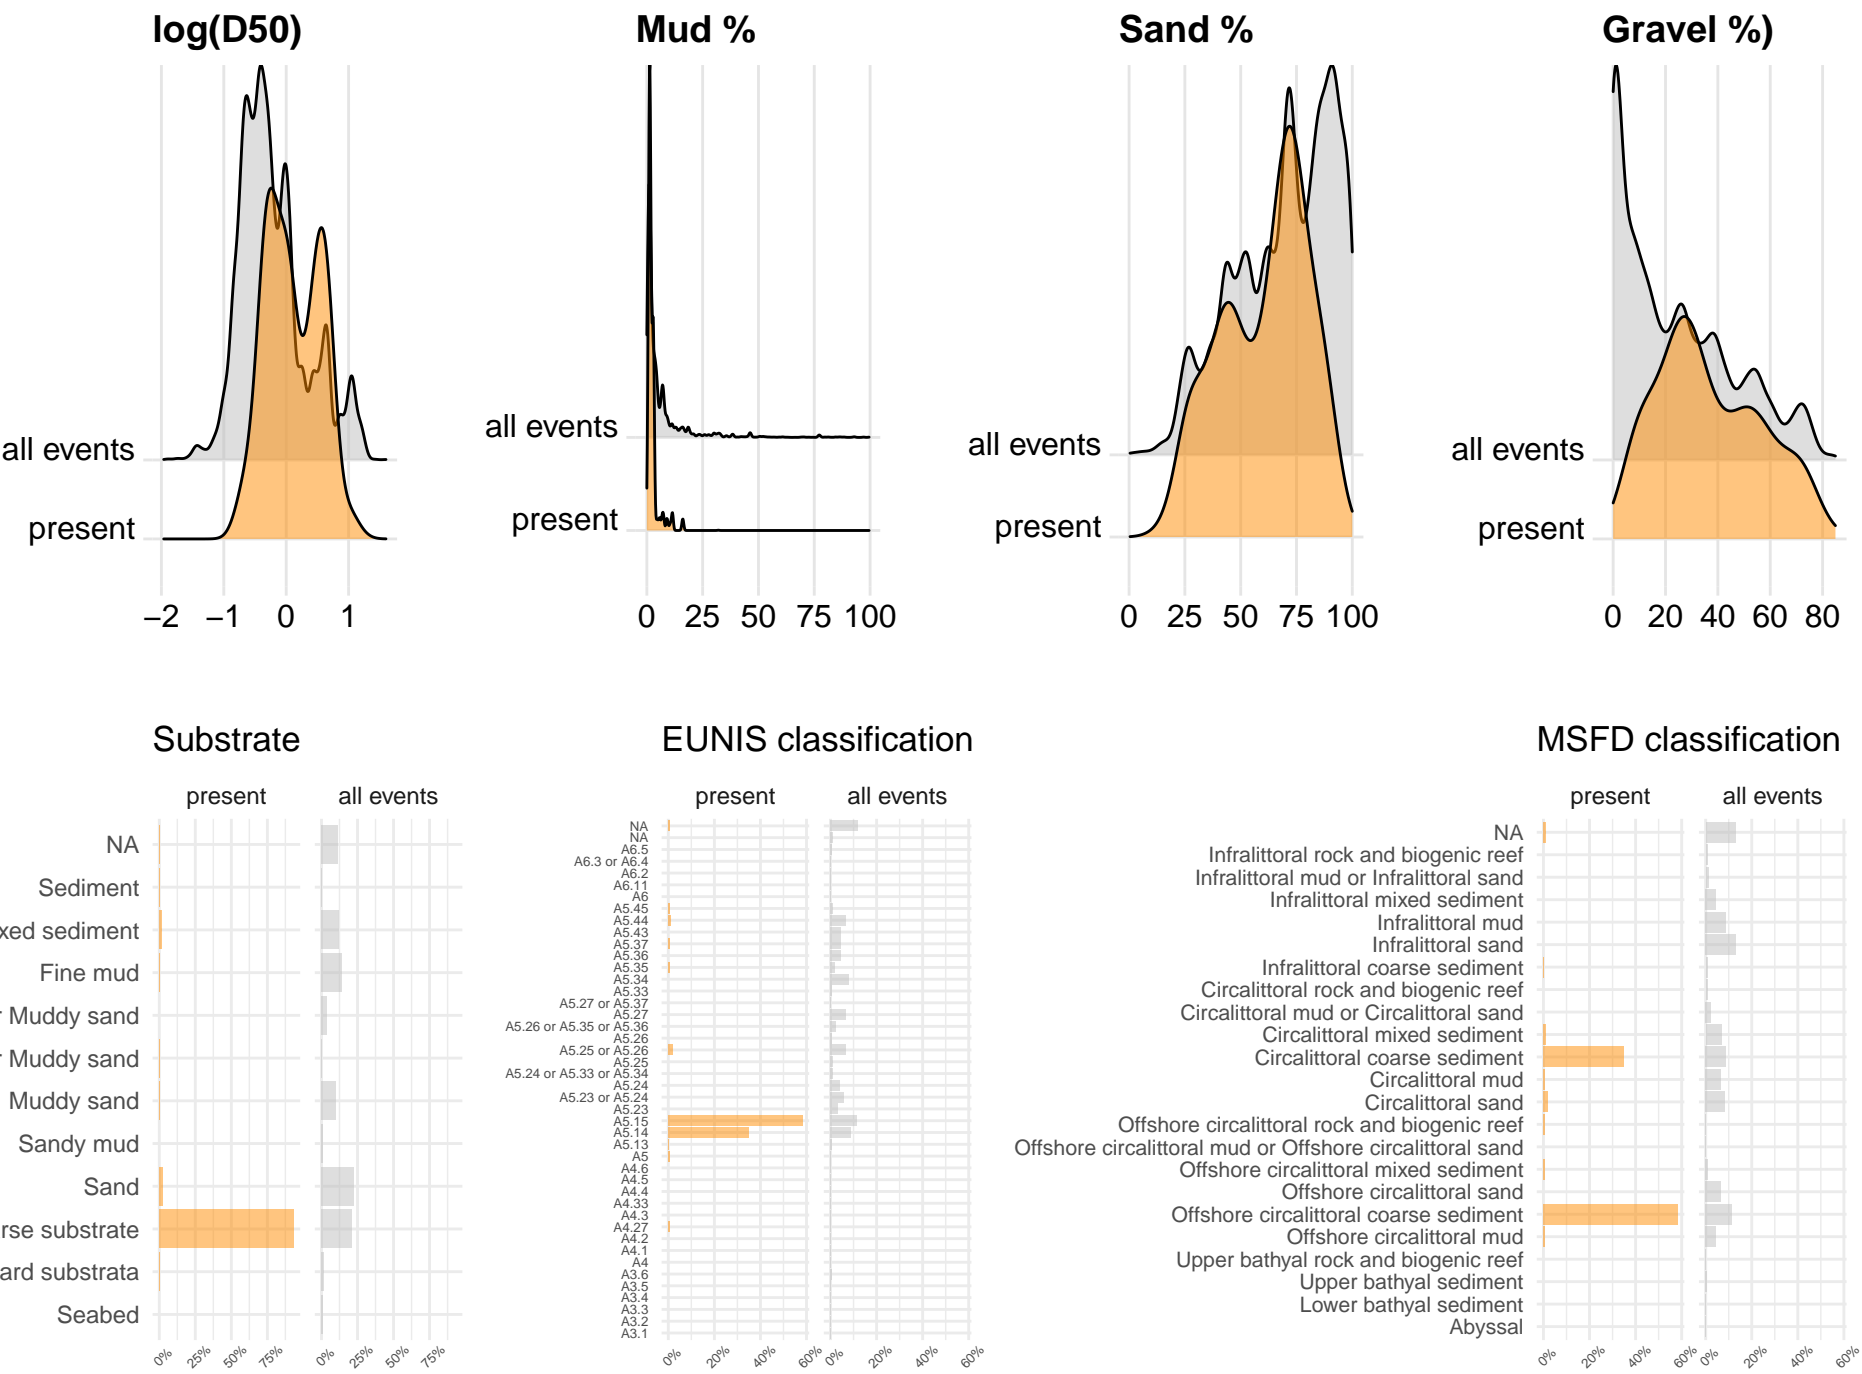 log(D50)
Mud %
Sand %
Gravel %)
all events
present
−2 −1 0 1
all events
present
0 25 50 75 100
all events
present
0 25 50 75 100
all events
present
0 20 40 60 80
Substrate
present all events
NA
Sediment
xed sediment
Fine mud
Muddy sand
Muddy sand
Muddy sand
Sandy mud
Sand
rse substrate
ard substrata
Seabed
0% 25% 50% 75% 0% 25% 50% 75%
EUNIS classification
present all events
NA
NA
A6.5
A6.3 or A6.4
A6.2
A6.11
A6
A5.45
A5.44
A5.43
A5.37
A5.36
A5.35
A5.34
A5.33
A5.27 or A5.37
A5.27
A5.26 or A5.35 or A5.36
A5.26
A5.25 or A5.26
A5.25
A5.24 or A5.33 or A5.34
A5.24
A5.23 or A5.24
A5.23
A5.15
A5.14
A5.13
A5
A4.6
A4.5
A4.4
A4.33
A4.3
A4.27
A4.2
A4.1
A4
A3.6
A3.5
A3.4
A3.3
A3.2
A3.1
0% 20% 40% 60% 0% 20% 40% 60%
MSFD classification
present all events
NA
Infralittoral rock and biogenic reef
Infralittoral mud or Infralittoral sand
Infralittoral mixed sediment
Infralittoral mud
Infralittoral sand
Infralittoral coarse sediment
Circalittoral rock and biogenic reef
Circalittoral mud or Circalittoral sand
Circalittoral mixed sediment
Circalittoral coarse sediment
Circalittoral mud
Circalittoral sand
Offshore circalittoral rock and biogenic reef
Offshore circalittoral mud or Offshore circalittoral sand
Offshore circalittoral mixed sediment
Offshore circalittoral sand
Offshore circalittoral coarse sediment
Offshore circalittoral mud
Upper bathyal rock and biogenic reef
Upper bathyal sediment
Lower bathyal sediment
Abyssal
0% 20% 40% 60% 0% 20% 40% 60%